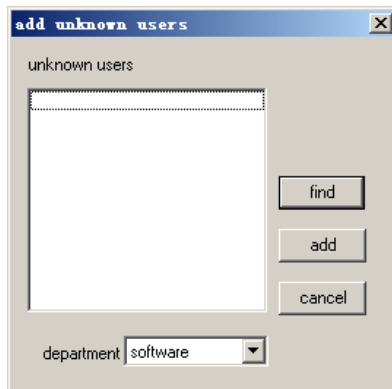 add unknown users
unknown users
find
add
cancel
department software